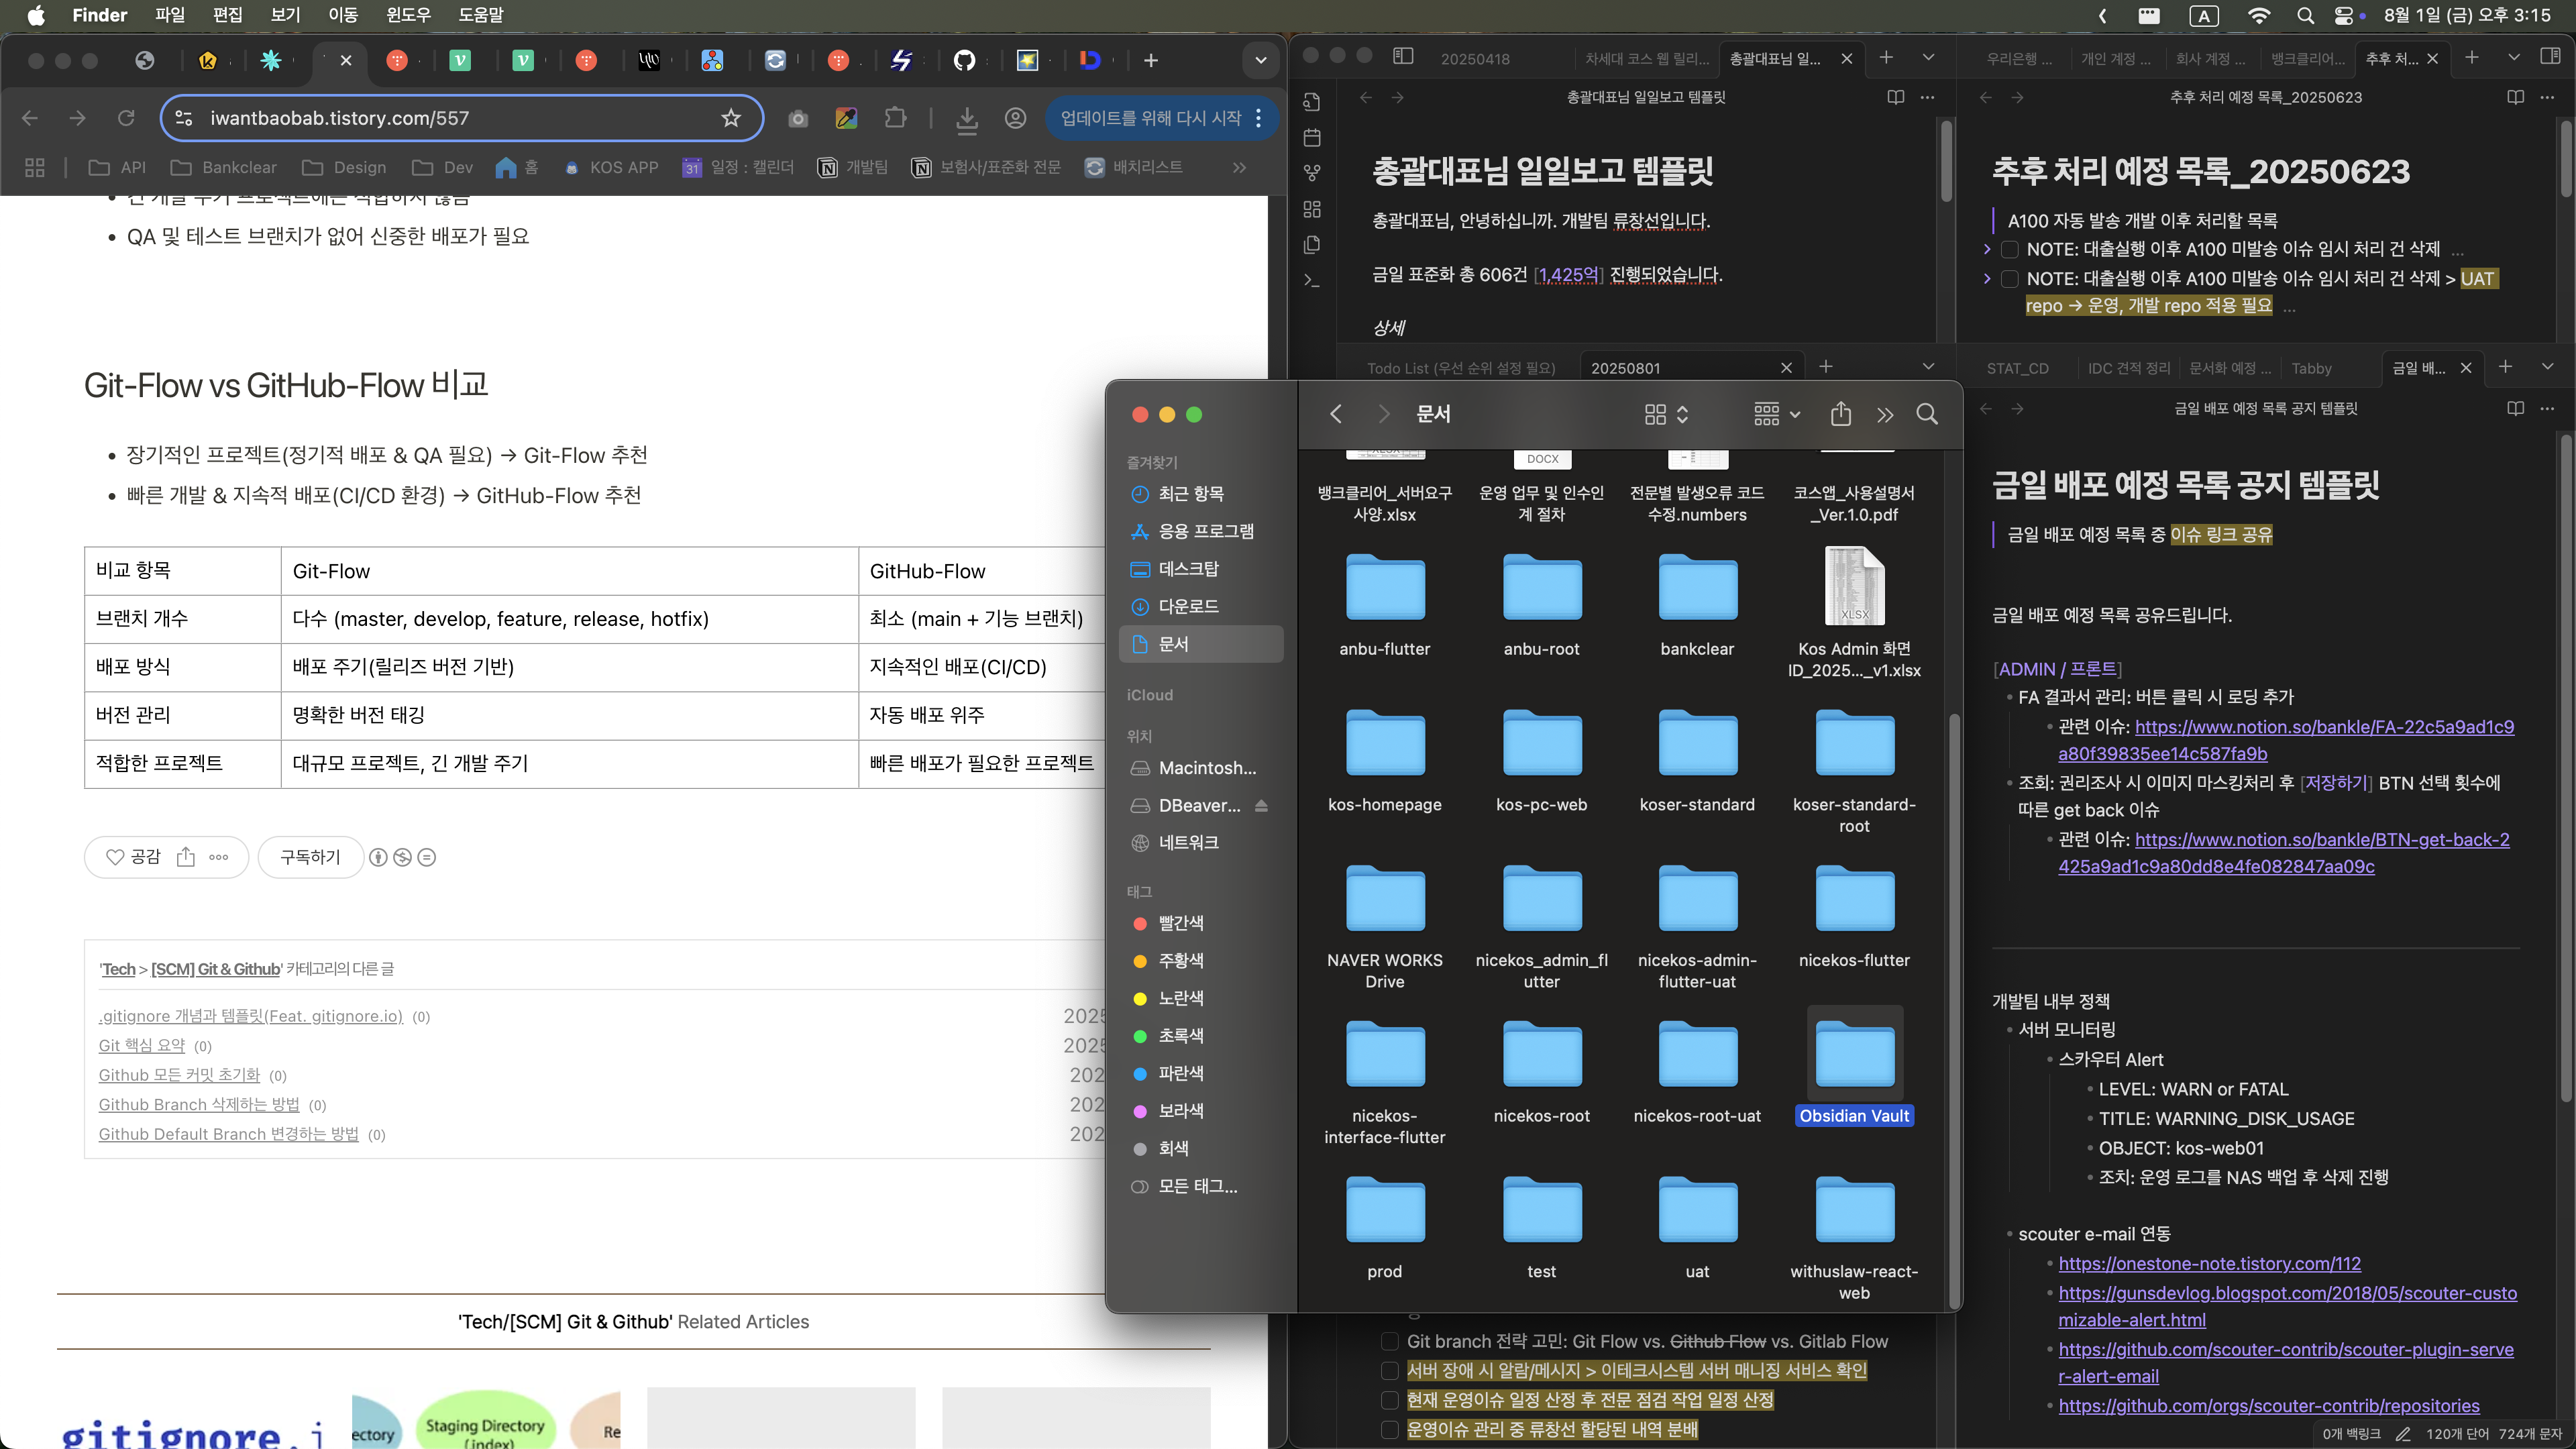 Finder 파일 편집 보기 이동 윈도우 도움말
A 8월 1일 (금) 오후 3:15
iwantbaobab.tistory.com/557
업데이트를 위해 다시 시작
API Bankclear Design Dev 홈 KOS APP 31 일정 : 캘린더 개발팀 보험사/표준화 전문 배치리스트
QA 및 테스트 브랜치가 없어 신중한 배포가 필요
Git-Flow vs GitHub-Flow 비교
장기적인 프로젝트(정기적 배포 & QA 필요) → Git-Flow 추천
빠른 개발 & 지속적 배포(CI/CD 환경) → GitHub-Flow 추천
비교 항목 Git-Flow GitHub-Flow
브랜치 개수 다수 (master, develop, feature, release, hotfix) 최소 (main + 기능 브랜치)
배포 방식 배포 주기(릴리즈 버전 기반) 지속적인 배포(CI/CD)
버전 관리 명확한 버전 태깅 자동 배포 위주
적합한 프로젝트 대규모 프로젝트, 긴 개발 주기 빠른 배포가 필요한 프로젝트
공감 구독하기
'Tech > [SCM] Git & Github' 카테고리의 다른 글
.gitignore 개념과 템플릿(Feat. gitignore.io) (0) 2025
Git 핵심 요약 (0) 2025
Github 모든 커밋 초기화 (0) 202
Github Branch 삭제하는 방법 (0) 202
Github Default Branch 변경하는 방법 (0) 202
'Tech/[SCM] Git & Github' Related Articles
gitignore.i
ectory
Staging Directory
(index)
Re
20250418 차세대 코스 웹 릴리... 총괄대표님 일...
총괄대표님 일일보고 템플릿
총괄대표님 일일보고 템플릿
총괄대표님, 안녕하십니까. 개발팀 류창선입니다.
금일 표준화 총 606건 [1,425억] 진행되었습니다.
상세
우리은행 ... 개인 계정 ... 회사 계정 ... 뱅크클리어... 추후 처...
추후 처리 예정 목록_20250623
추후 처리 예정 목록_20250623
A100 자동 발송 개발 이후 처리할 목록
NOTE: 대출실행 이후 A100 미발송 이슈 임시 처리 건 삭제 ...
NOTE: 대출실행 이후 A100 미발송 이슈 임시 처리 건 삭제 > UAT
repo → 운영, 개발 repo 적용 필요 ...
Todo List (우선 순위 설정 필요) 20250801
문서
즐겨찾기
최근 항목
응용 프로그램
데스크탑
다운로드
문서
iCloud
위치
Macintosh...
DBeaver...
네트워크
태그
빨간색
주황색
노란색
초록색
파란색
보라색
회색
모든 태그...
DOCX
뱅크클리어_서버요구
사양.xlsx
운영 업무 및 인수인
계 절차
전문별 발생오류 코드
수정.numbers
코스앱_사용설명서
_Ver.1.0.pdf
XLSX
anbu-flutter anbu-root bankclear
Kos Admin 화면
ID_2025..._v1.xlsx
kos-homepage kos-pc-web koser-standard
koser-standard-
root
NAVER WORKS
Drive
nicekos_admin_fl
utter
nicekos-admin-
flutter-uat
nicekos-flutter
nicekos-
interface-flutter
nicekos-root nicekos-root-uat Obsidian Vault
prod test uat
withuslaw-react-
web
Git branch 전략 고민: Git Flow vs. Github Flow vs. Gitlab Flow
서버 장애 시 알람/메시지 > 이테크시스템 서버 매니징 서비스 확인
현재 운영이슈 일정 산정 후 전문 점검 작업 일정 산정
운영이슈 관리 중 류창선 할당된 내역 분배
STAT_CD IDC 견적 정리 문서화 예정 ... Tabby 금일 배...
금일 배포 예정 목록 공지 템플릿
금일 배포 예정 목록 공지 템플릿
금일 배포 예정 목록 중 이슈 링크 공유
금일 배포 예정 목록 공유드립니다.
[ADMIN / 프론트]
FA 결과서 관리: 버튼 클릭 시 로딩 추가
관련 이슈: https://www.notion.so/bankle/FA-22c5a9ad1c9
a80f39835ee14c587fa9b
조회: 권리조사 시 이미지 마스킹처리 후 [저장하기] BTN 선택 횟수에
따른 get back 이슈
관련 이슈: https://www.notion.so/bankle/BTN-get-back-2
425a9ad1c9a80dd8e4fe082847aa09c
개발팀 내부 정책
서버 모니터링
스카우터 Alert
LEVEL: WARN or FATAL
TITLE: WARNING_DISK_USAGE
OBJECT: kos-web01
조치: 운영 로그를 NAS 백업 후 삭제 진행
scouter e-mail 연동
https://onestone-note.tistory.com/112
https://gunsdevlog.blogspot.com/2018/05/scouter-custo
mizable-alert.html
https://github.com/scouter-contrib/scouter-plugin-serve
r-alert-email
https://github.com/orgs/scouter-contrib/repositories
0개 백링크 120개 단어 724개 문자